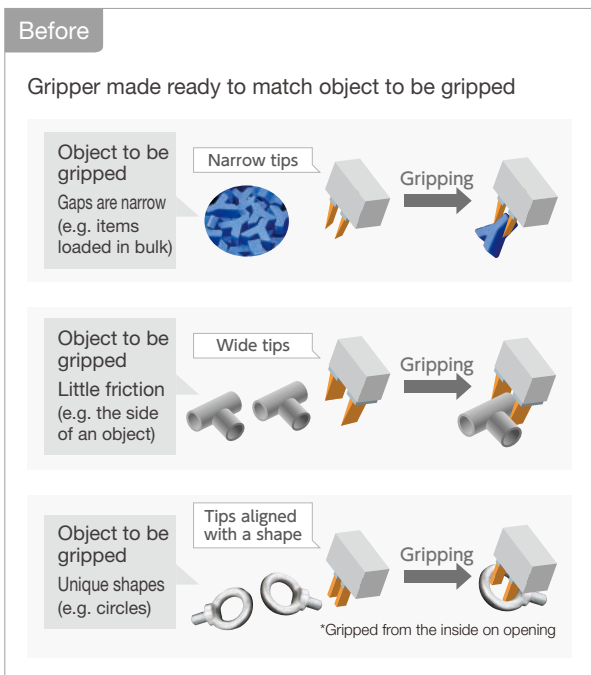 Before
Gripper made ready to match object to be gripped
Object to be
gripped
Gaps are narrow
(e.g. items
loaded in bulk)
Narrow tips
Gripping
Object to be
gripped
Little friction
(e.g. the side
of an object)
Wide tips
Gripping
Object to be
gripped
Unique shapes
(e.g. circles)
Tips aligned
with a shape
Gripping
*Gripped from the inside on opening